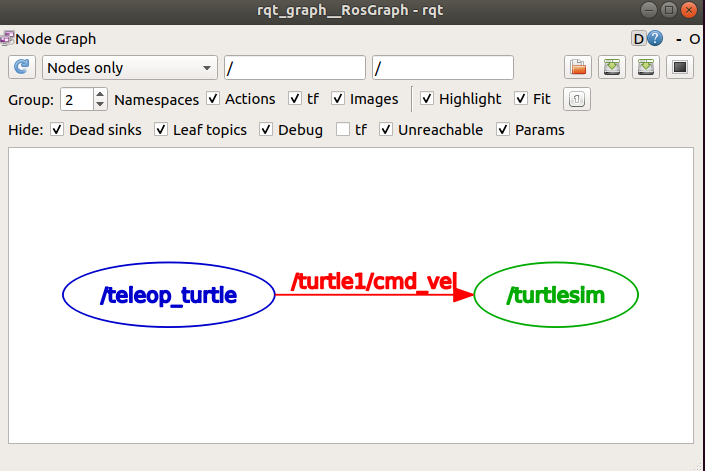 rqt_graph__RosGraph - rqt
Node Graph D ? - O
Nodes only / /
Group: 2 Namespaces Actions tf Images Highlight Fit
Hide: Dead sinks Leaf topics Debug tf Unreachable Params
/teleop_turtle /turtle1/cmd_vel /turtlesim